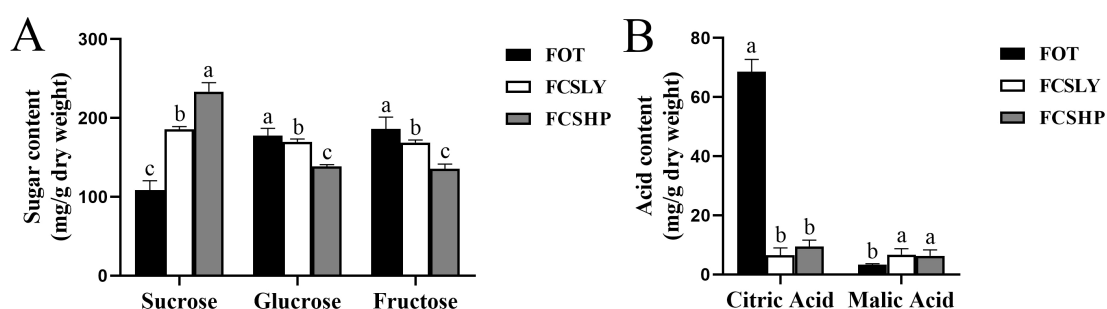 A
Sugar content
(mg/g dry weight)
300
200
100
0
c
b
a
a
b
c
a
b
c
Sucrose
Glucrose
Fructose
FOT
FCSLY
FCSHP
B
Acid content
(mg/g dry weight)
80
60
40
20
0
a
b
b
b
a
a
Citric Acid
Malic Acid
FOT
FCSLY
FCSHP